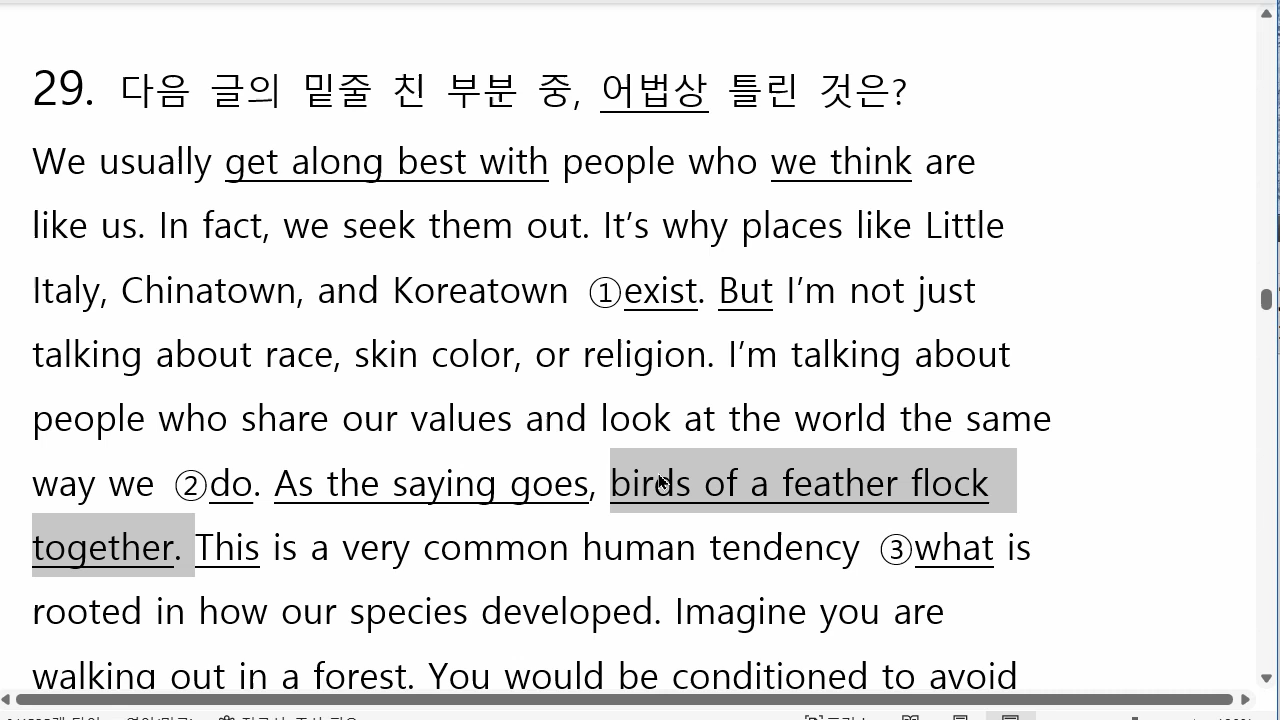 29. 다음 글의 밑줄 친 부분 중, 어법상 틀린 것은?
We usually get along best with people who we think are
like us. In fact, we seek them out. It’s why places like Little
Italy, Chinatown, and Koreatown ①exist. But I’m not just
talking about race, skin color, or religion. I’m talking about
people who share our values and look at the world the same
way we ②do. As the saying goes, birds of a feather flock
together. This is a very common human tendency ③what is
rooted in how our species developed. Imagine you are
walking out in a forest. You would be conditioned to avoid